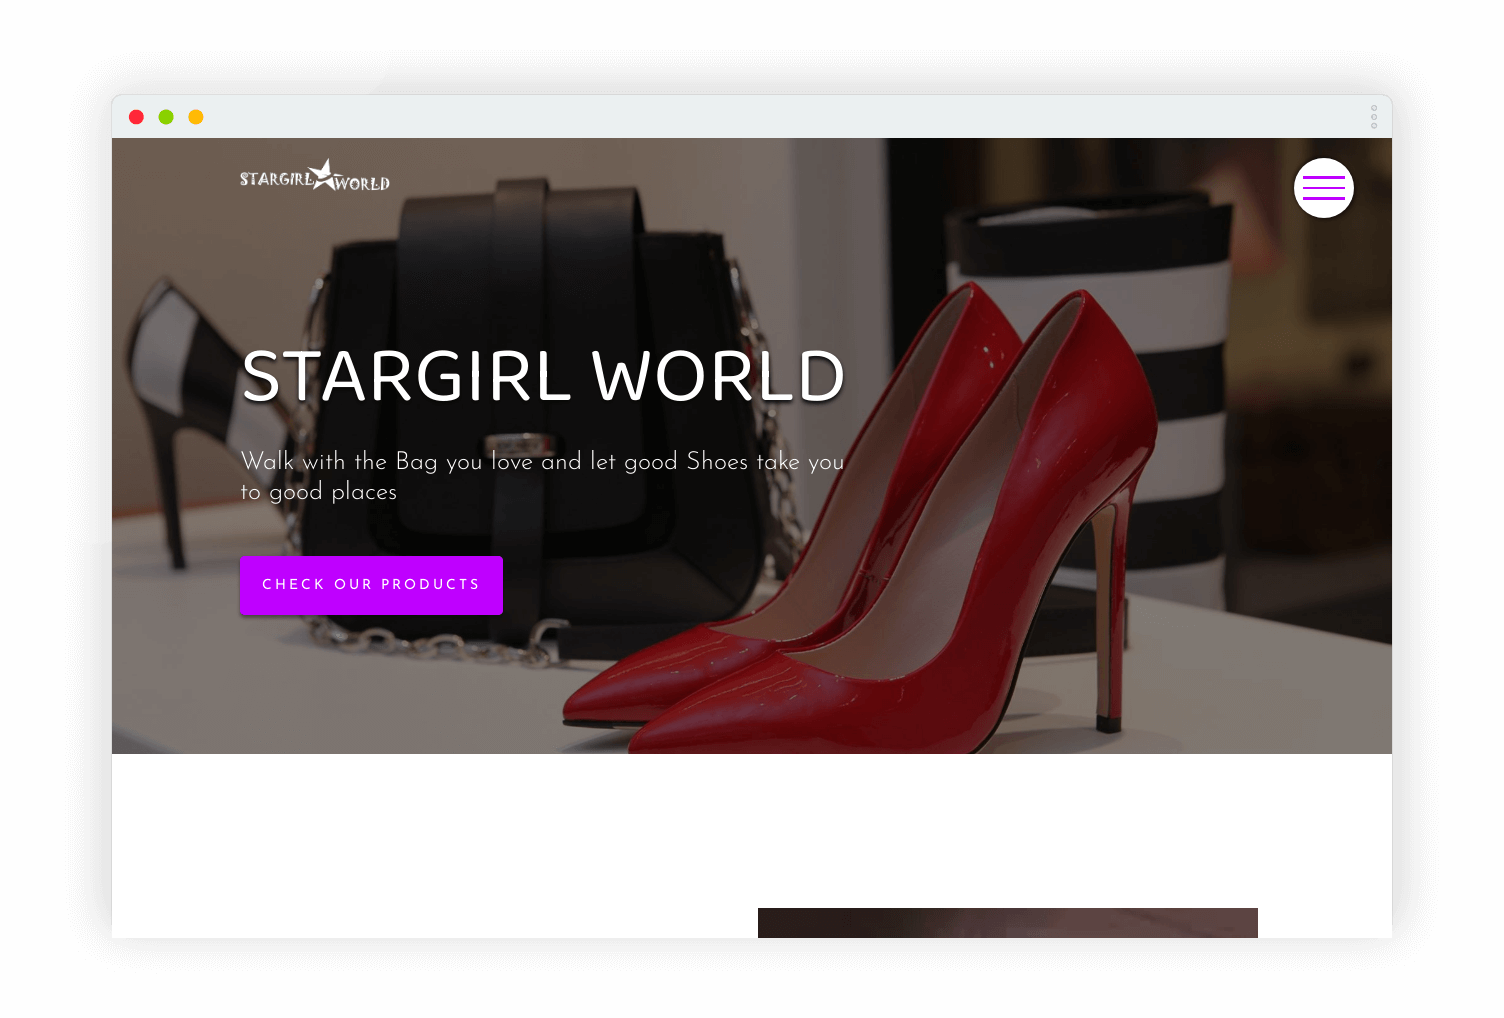 STARGIRL WORLD
STARGIRL WORLD
Walk with the Bag you love and let good Shoes take you
to good places
CHECK OUR PRODUCTS